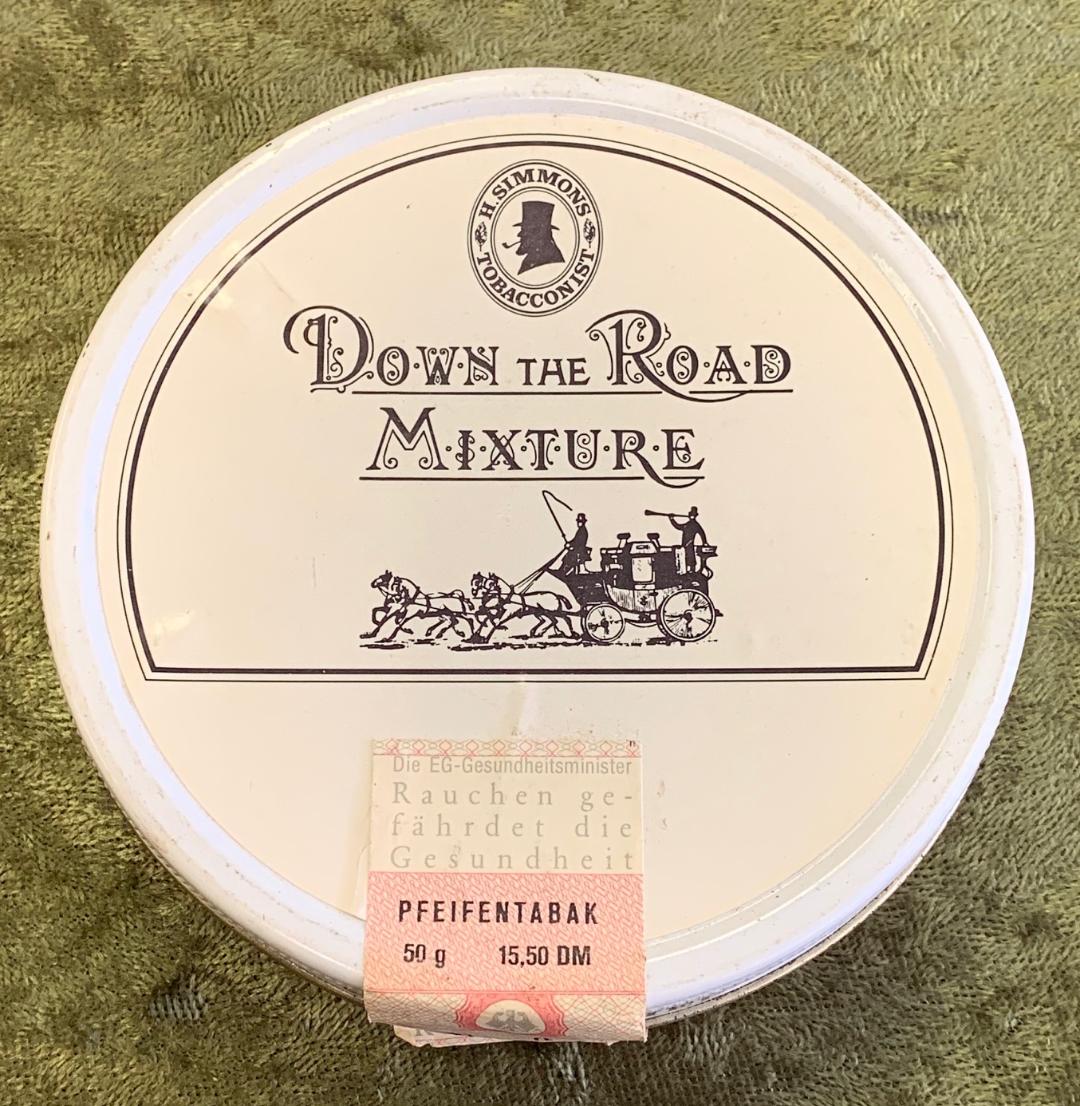 H. SIMMONS
TOBACCONIST
DOWN THE ROAD
MIXTURE
Die EG-Gesundheitsminister
Rauchen ge-
fährdet die
Gesundheit
PFEIFENTABAK
50 g 15,50 DM